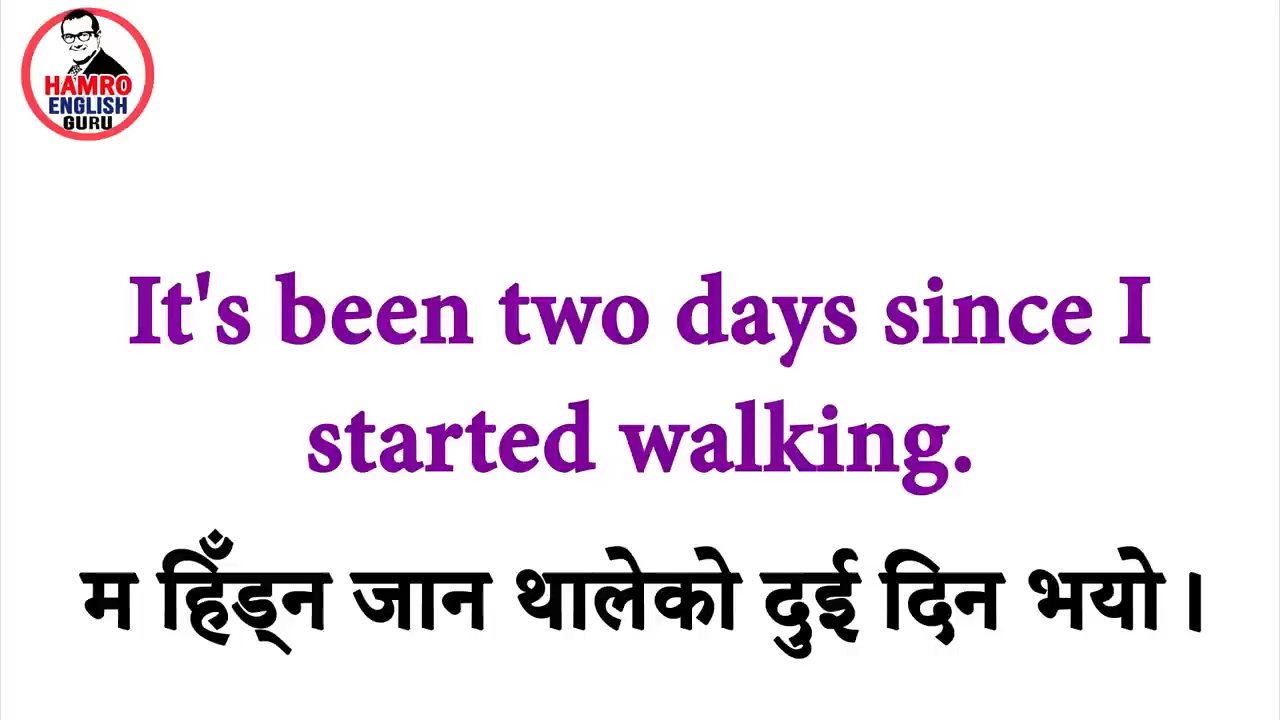 HAMRO
ENGLISH
GURU
It's been two days since I
started walking.
म हिँड्न जान थालेको दुई दिन भयो ।